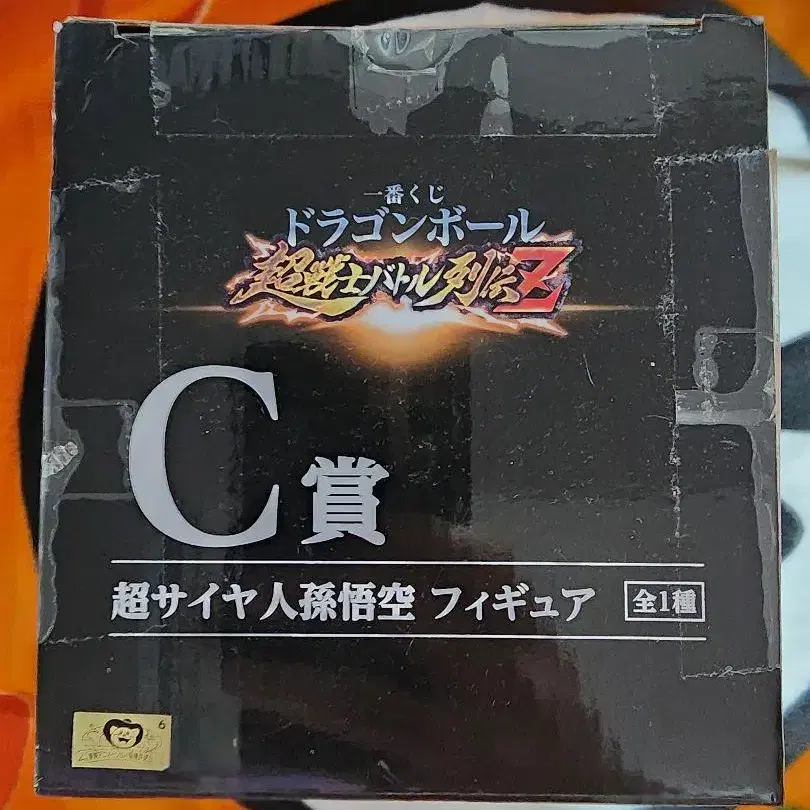 一番くじ
ドラゴンボール
超戦士バトル列伝Z
C賞
超サイヤ人孫悟空 フィギュア 全1種
6